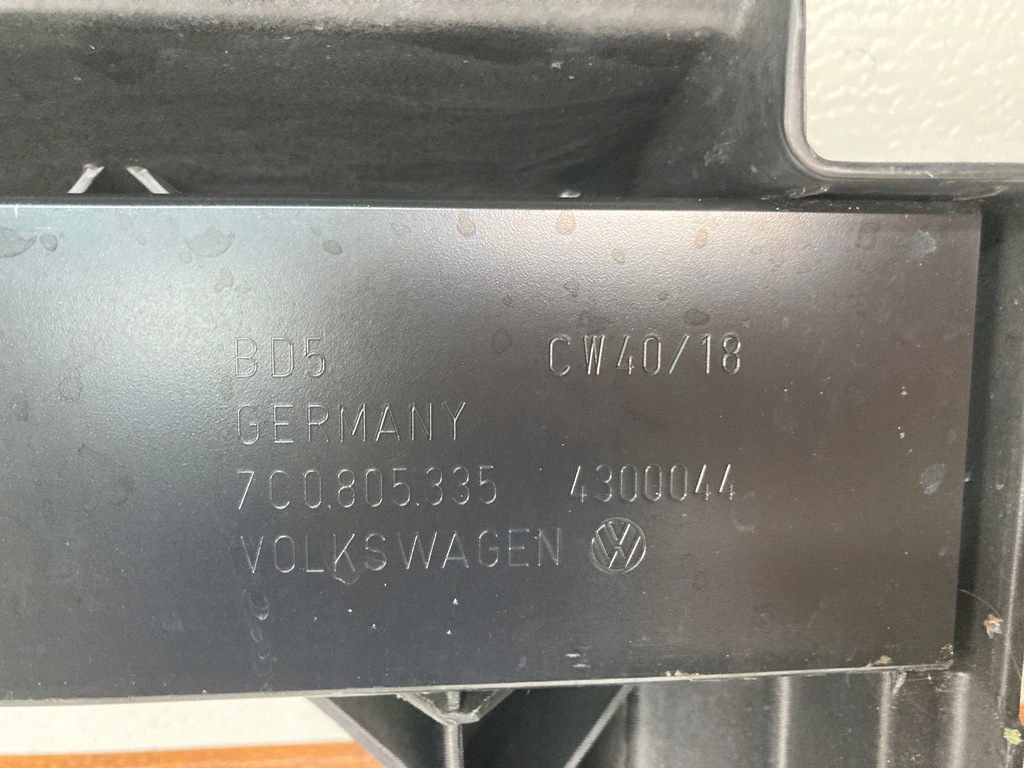 BD5 CW40/18
GERMANY
7C0.805.335 4300044
VOLKSWAGEN